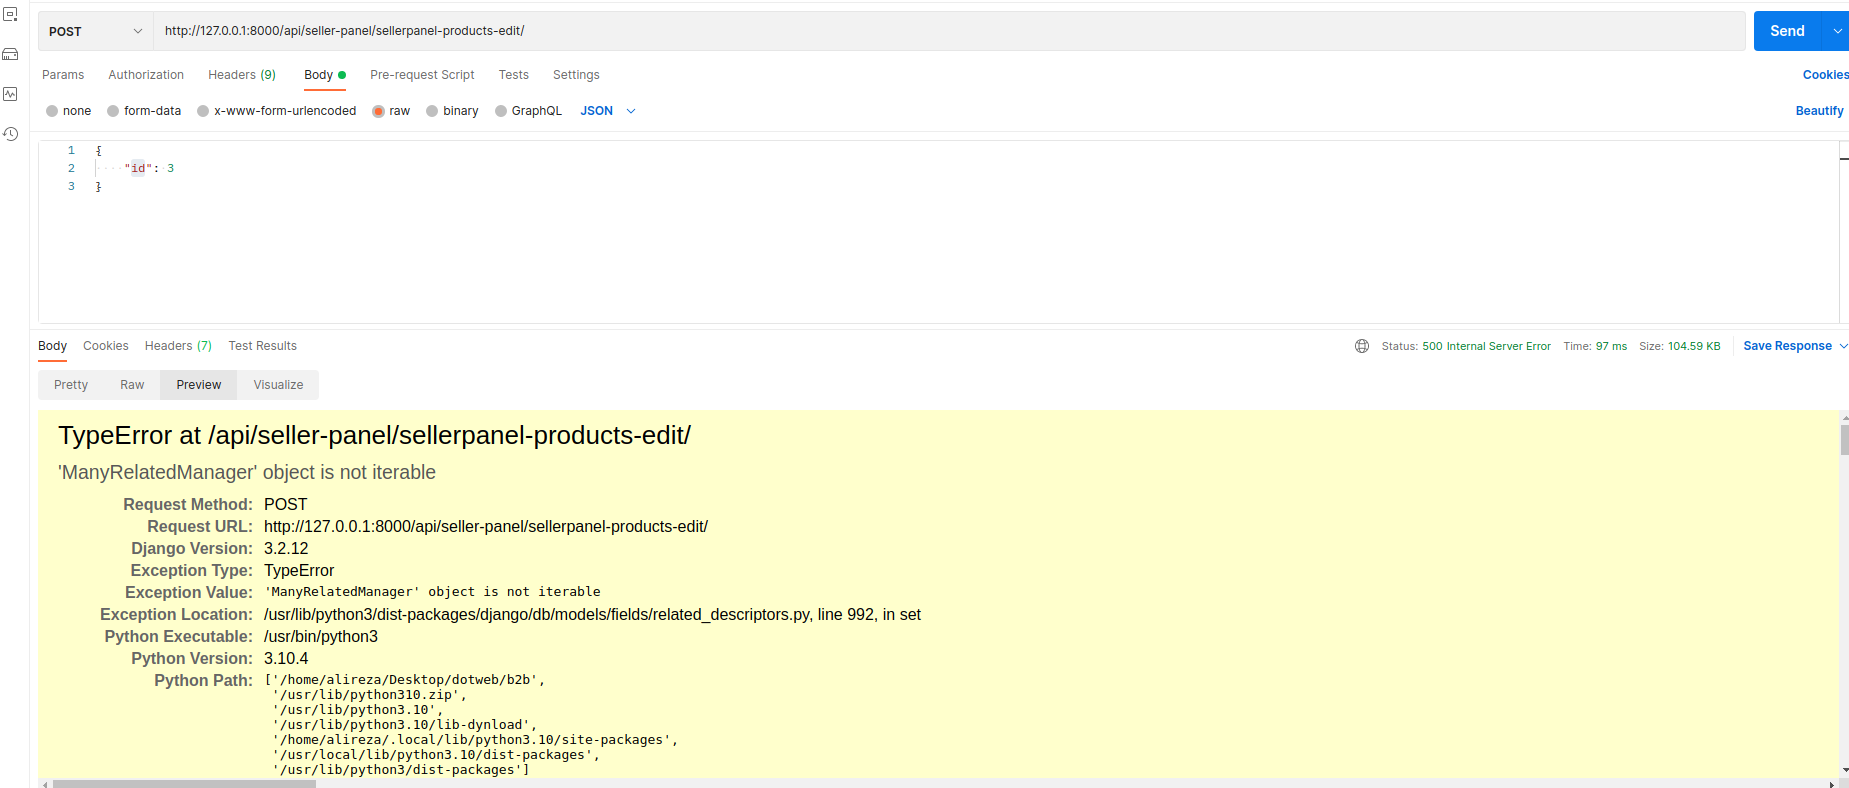 POST http://127.0.0.1:8000/api/seller-panel/sellerpanel-products-edit/ Send
Params Authorization Headers (9) Body Pre-request Script Tests Settings Cookies
none form-data x-www-form-urlencoded raw binary GraphQL JSON Beautify
1 {
2 "id": 3
3 }
Body Cookies Headers (7) Test Results Status: 500 Internal Server Error Time: 97 ms Size: 104.59 KB Save Response
Pretty Raw Preview Visualize
TypeError at /api/seller-panel/sellerpanel-products-edit/
'ManyRelatedManager' object is not iterable
Request Method: POST
Request URL: http://127.0.0.1:8000/api/seller-panel/sellerpanel-products-edit/
Django Version: 3.2.12
Exception Type: TypeError
Exception Value: 'ManyRelatedManager' object is not iterable
Exception Location: /usr/lib/python3/dist-packages/django/db/models/fields/related_descriptors.py, line 992, in set
Python Executable: /usr/bin/python3
Python Version: 3.10.4
Python Path: ['/home/alireza/Desktop/dotweb/b2b',
'/usr/lib/python310.zip',
'/usr/lib/python3.10',
'/usr/lib/python3.10/lib-dynload',
'/home/alireza/.local/lib/python3.10/site-packages',
'/usr/local/lib/python3.10/dist-packages',
'/usr/lib/python3/dist-packages']